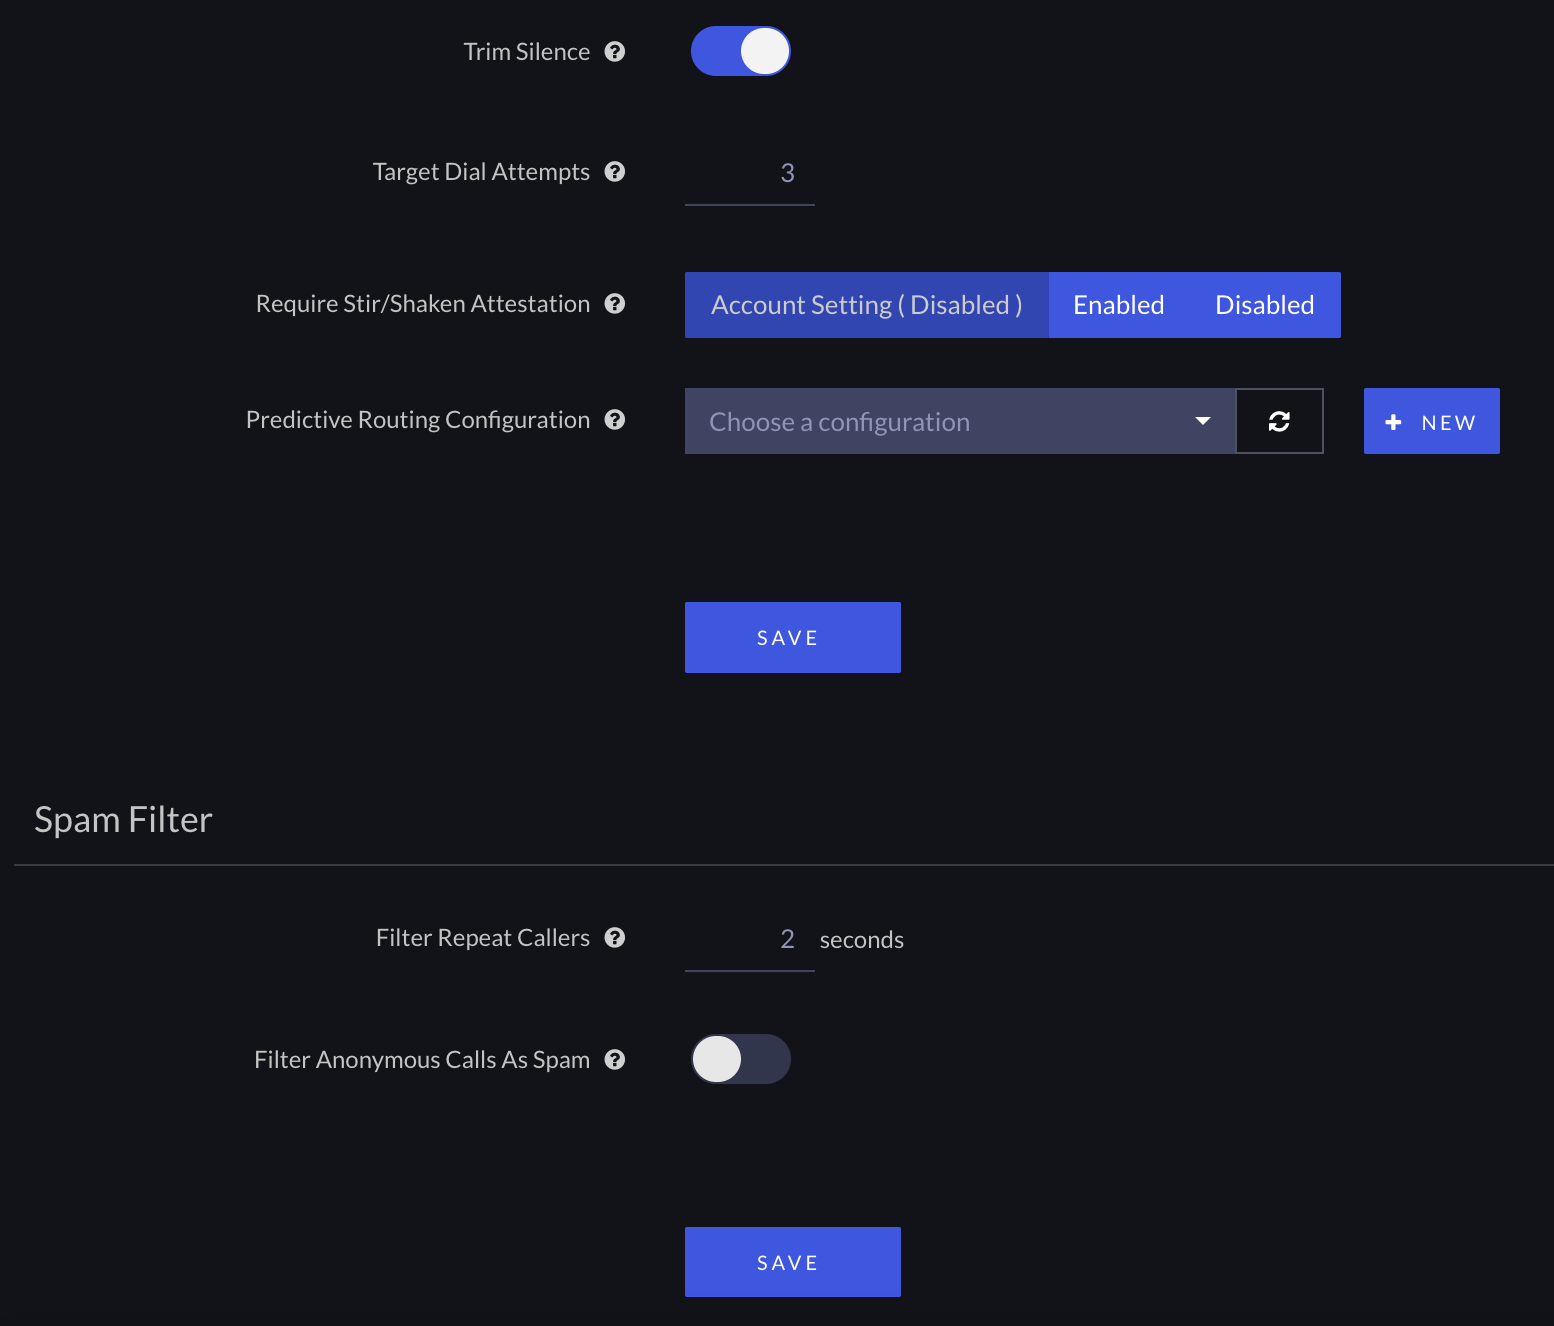 Trim Silence
Target Dial Attempts 3
Require Stir/Shaken Attestation Account Setting ( Disabled ) Enabled Disabled
Predictive Routing Configuration Choose a configuration NEW
SAVE
Spam Filter
Filter Repeat Callers 2 seconds
Filter Anonymous Calls As Spam
SAVE